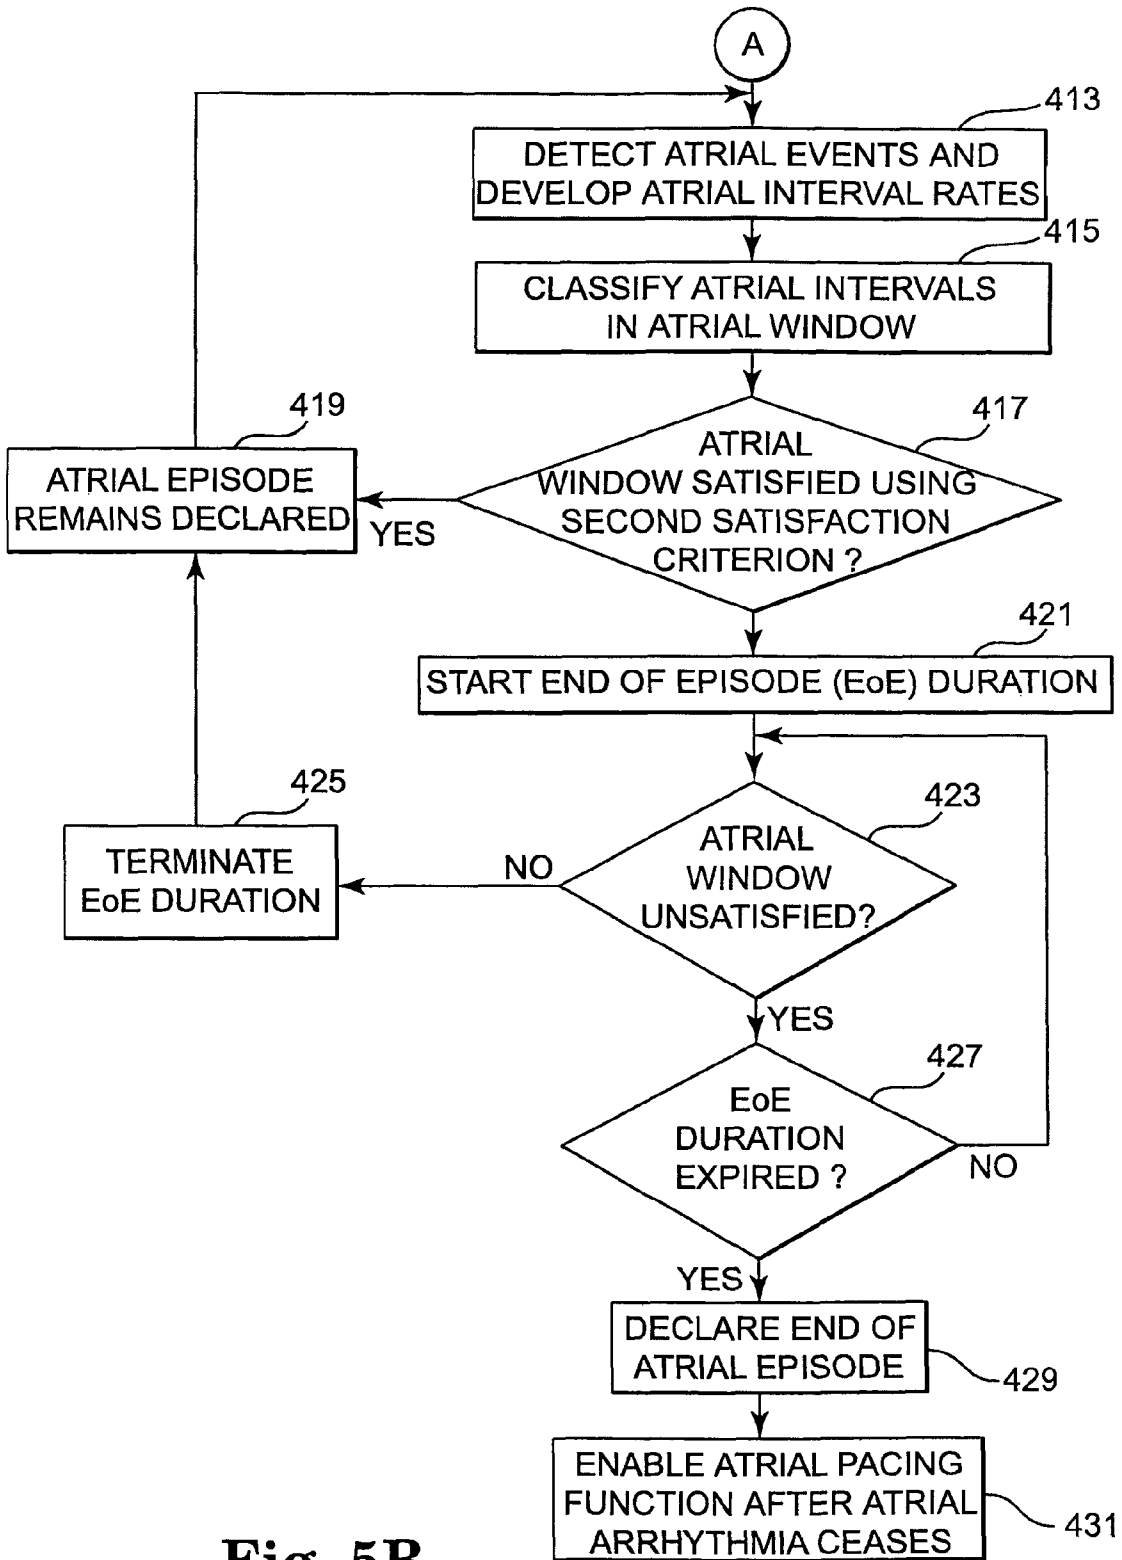 A
413
DETECT ATRIAL EVENTS AND
DEVELOP ATRIAL INTERVAL RATES
415
CLASSIFY ATRIAL INTERVALS
IN ATRIAL WINDOW
417
ATRIAL
WINDOW SATISFIED USING
SECOND SATISFACTION
CRITERION ?
419
ATRIAL EPISODE
REMAINS DECLARED
YES
421
START END OF EPISODE (EoE) DURATION
423
ATRIAL
WINDOW
UNSATISFIED?
NO
425
TERMINATE
EoE DURATION
YES
427
EoE
DURATION
EXPIRED ?
NO
YES
DECLARE END OF
ATRIAL EPISODE
429
ENABLE ATRIAL PACING
FUNCTION AFTER ATRIAL
ARRHYTHMIA CEASES
431
Fig. 5B